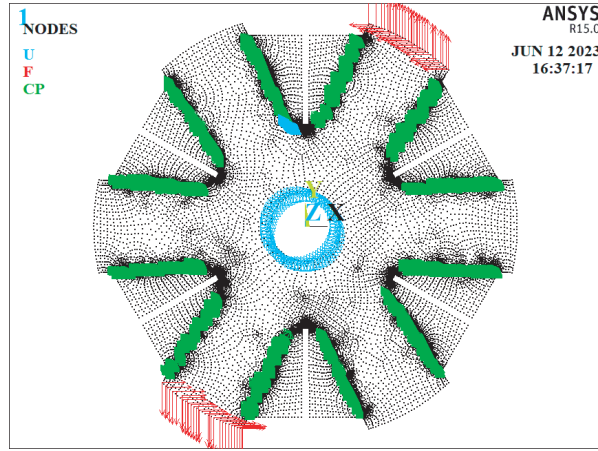 1
NODES
U
F
CP
ANSYS
R15.0
JUN 12 2023
16:37:17
Y
Z X